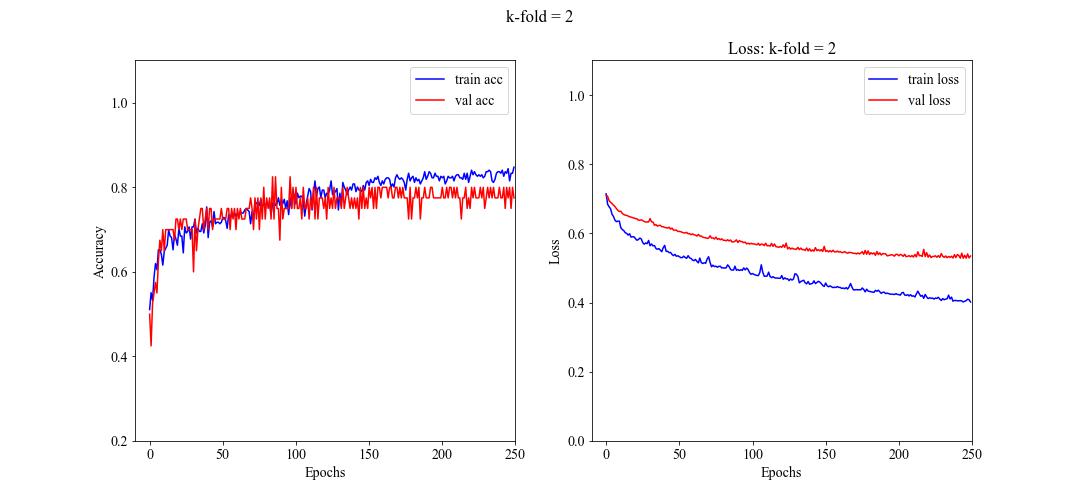 k-fold = 2
train acc
val acc
1.0
0.8
0.6
0.4
0.2
Accuracy
0
50
100
150
200
250
Epochs
Loss: k-fold = 2
train loss
val loss
1.0
0.8
0.6
0.4
0.2
0.0
Loss
0
50
100
150
200
250
Epochs